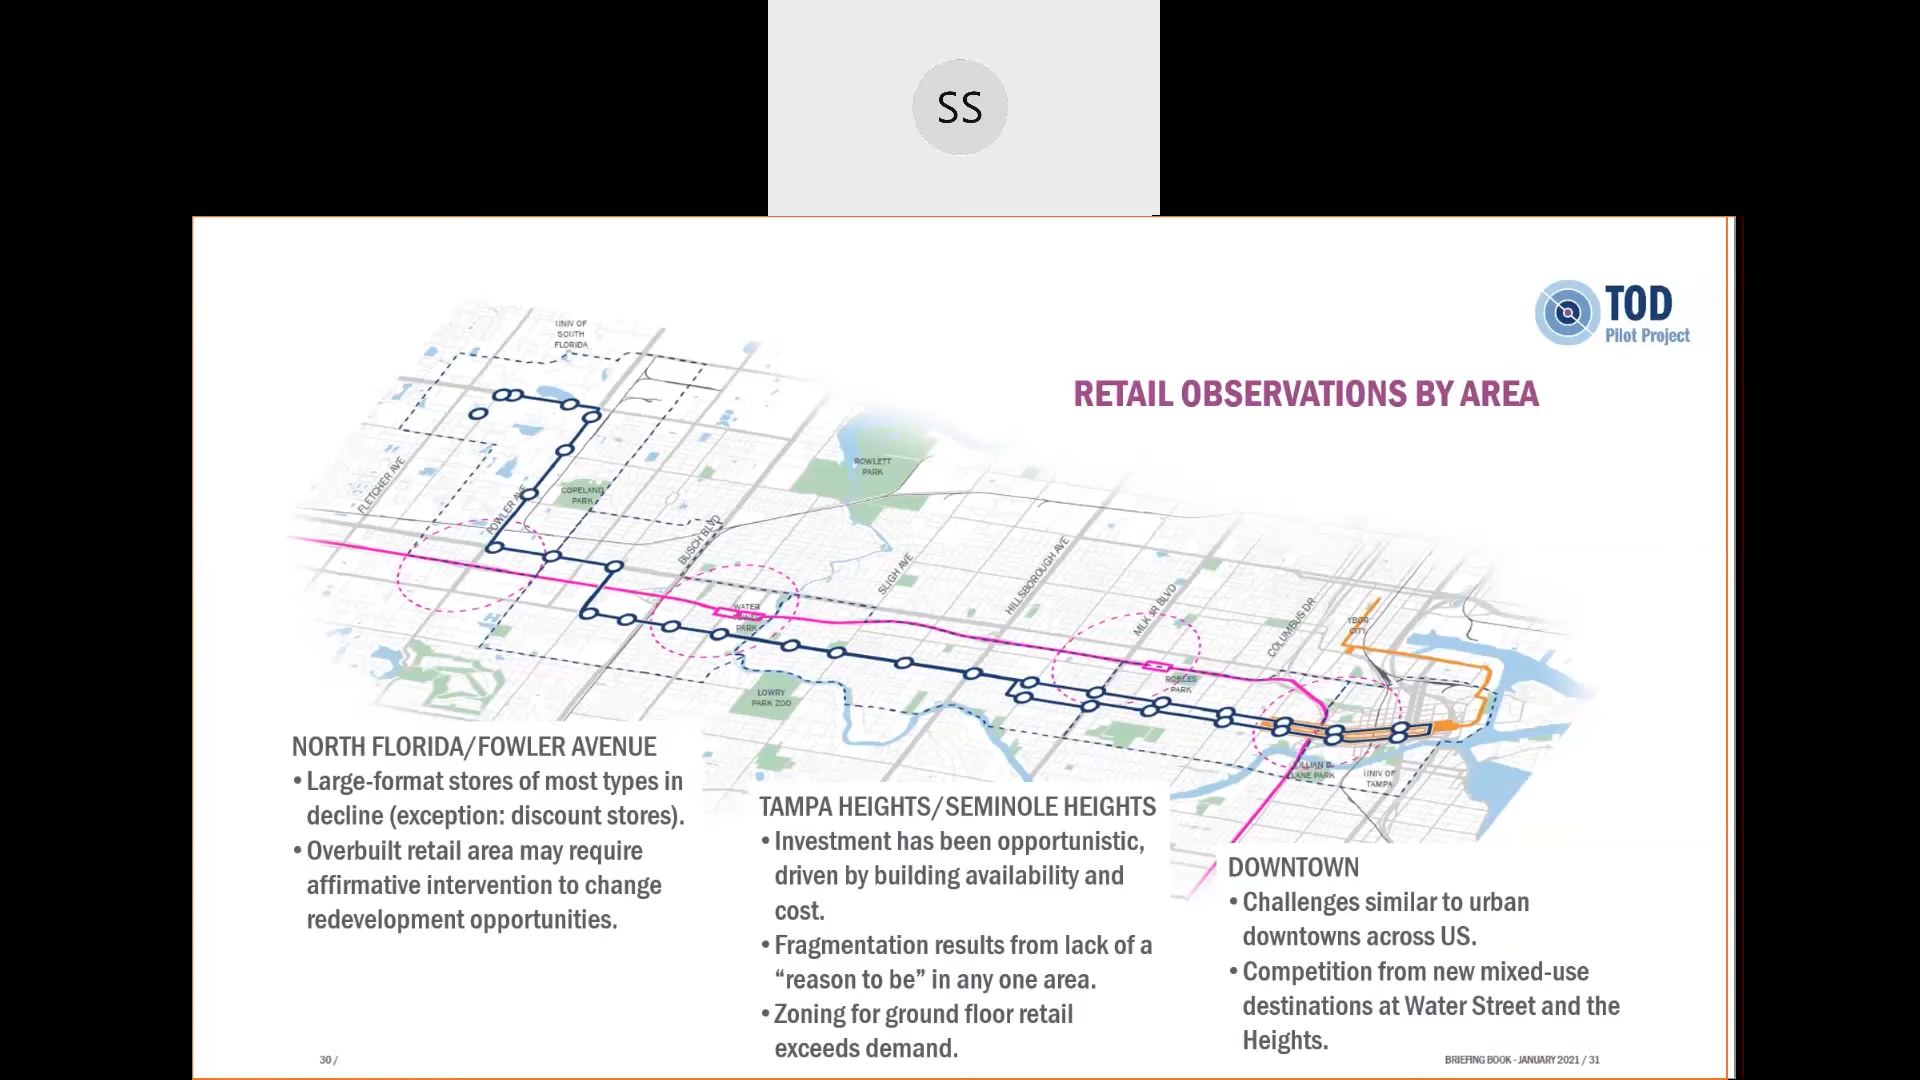 SS
TOD
Pilot Project
RETAIL OBSERVATIONS BY AREA
UNIV OF
SOUTH
FLORIDA
ROWLETT
PARK
FLETCHER AVE
FOWLER AVE
COPELAND
PARK
BUSCH BLVD
SLIGH AVE
HILLSBOROUGH AVE
MLK JR BLVD
COLUMBUS DR
YBOR
CITY
WATER
PARK
LOWRY
PARK ZOO
ROBLES
PARK
LANE PARK
UNIV OF
TAMPA
NORTH FLORIDA/FOWLER AVENUE
• Large-format stores of most types in
decline (exception: discount stores).
• Overbuilt retail area may require
affirmative intervention to change
redevelopment opportunities.
TAMPA HEIGHTS/SEMINOLE HEIGHTS
• Investment has been opportunistic,
driven by building availability and
cost.
• Fragmentation results from lack of a
“reason to be” in any one area.
• Zoning for ground floor retail
exceeds demand.
DOWNTOWN
• Challenges similar to urban
downtowns across US.
• Competition from new mixed-use
destinations at Water Street and the
Heights.
30 /
BRIEFING BOOK - JANUARY 2021 / 31